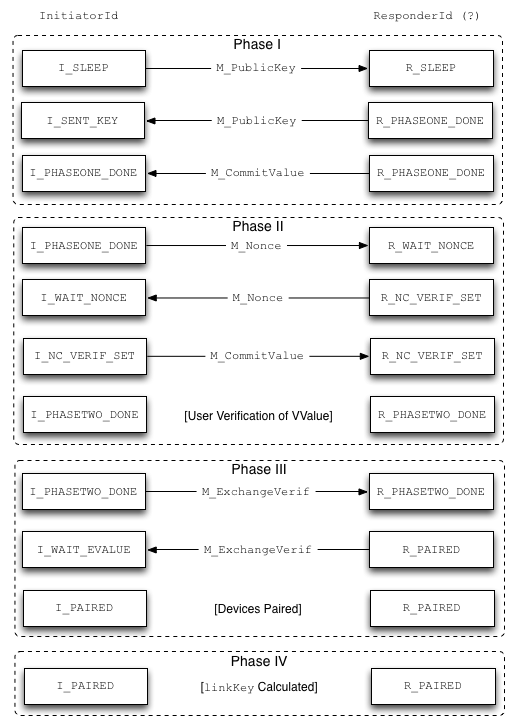 InitiatorId ResponderId (?)
Phase I
I_SLEEP M_PublicKey R_SLEEP
I_SENT_KEY M_PublicKey R_PHASEONE_DONE
I_PHASEONE_DONE M_CommitValue R_PHASEONE_DONE
Phase II
I_PHASEONE_DONE M_Nonce R_WAIT_NONCE
I_WAIT_NONCE M_Nonce R_NC_VERIF_SET
I_NC_VERIF_SET M_CommitValue R_NC_VERIF_SET
I_PHASETWO_DONE [User Verification of VValue] R_PHASETWO_DONE
Phase III
I_PHASETWO_DONE M_ExchangeVerif R_PHASETWO_DONE
I_WAIT_EVALUE M_ExchangeVerif R_PAIRED
I_PAIRED [Devices Paired] R_PAIRED
Phase IV
I_PAIRED [linkKey Calculated] R_PAIRED